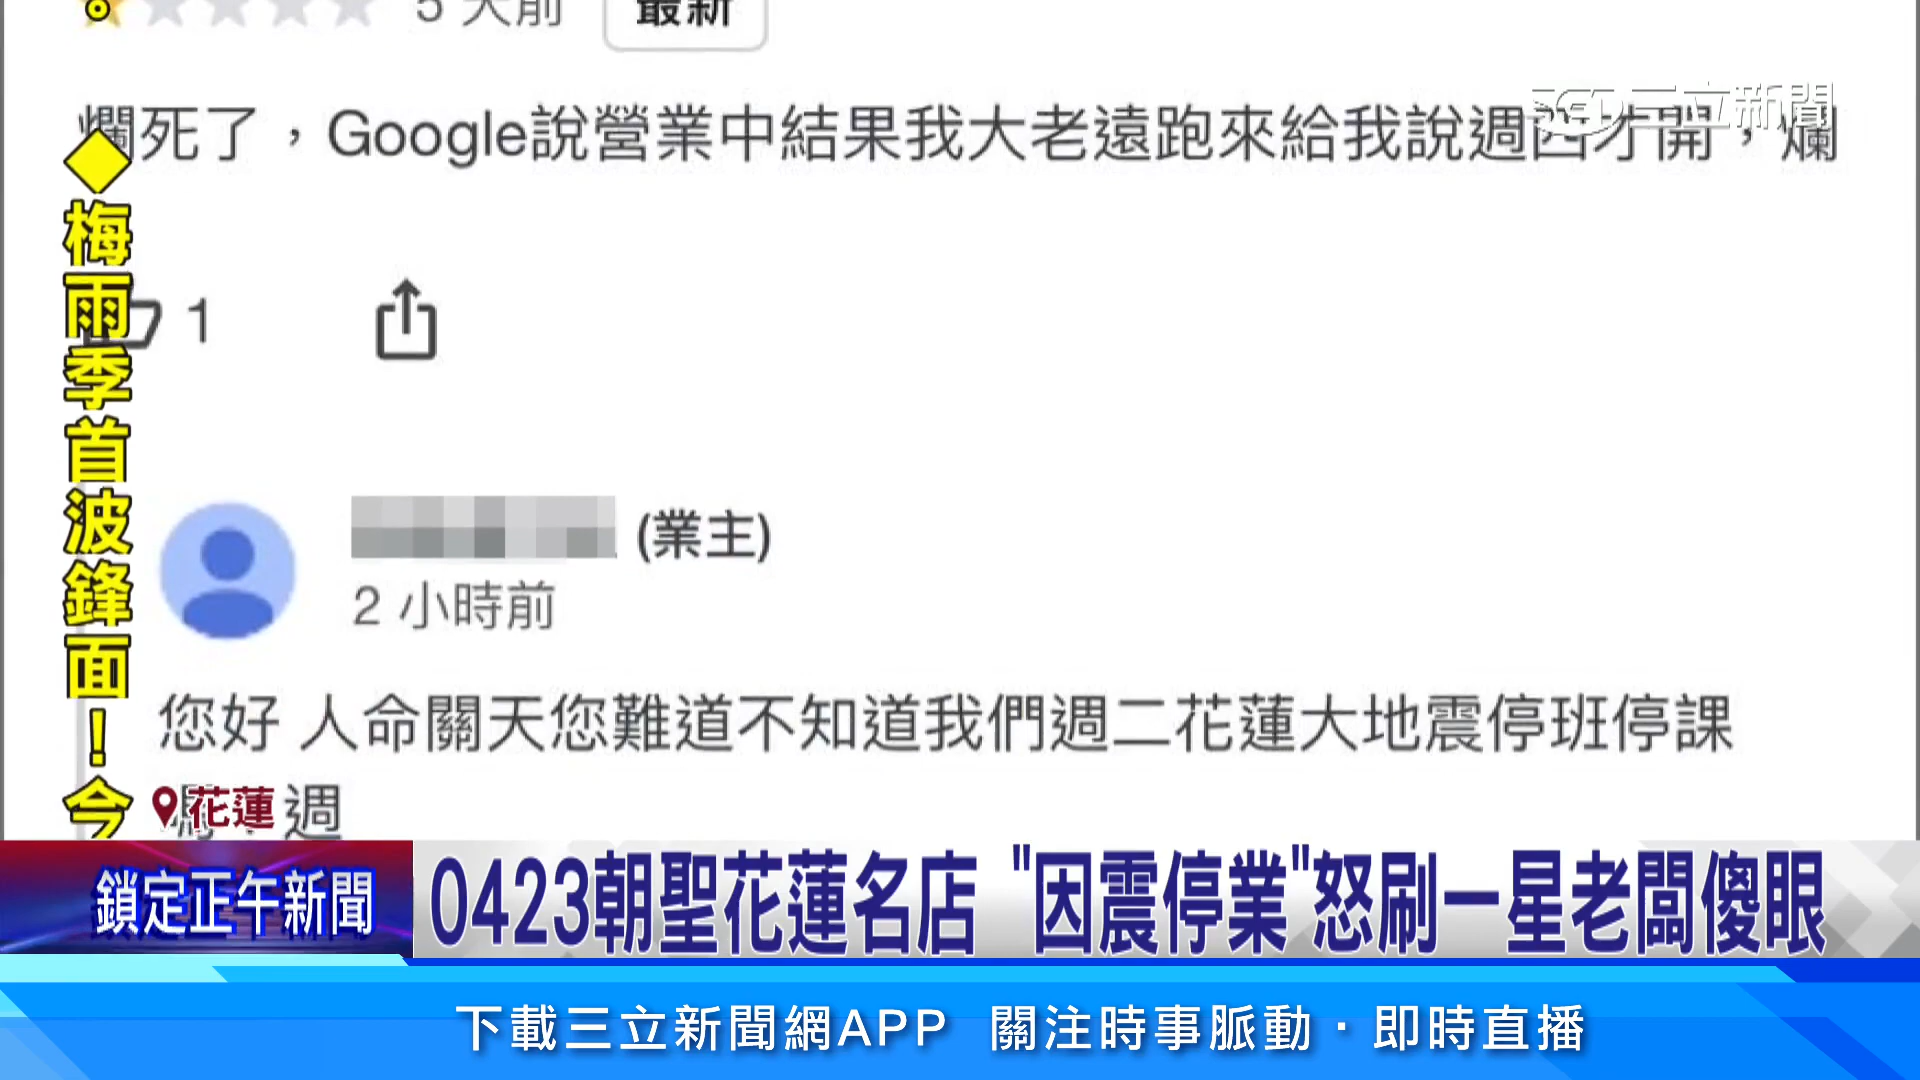 5 天前
最新
三立新聞
爛死了，Google說營業中結果我大老遠跑來給我說週四才開，爛
1
(業主)
2 小時前
您好 人命關天您難道不知道我們週二花蓮大地震停班停課
週
◆梅雨季首波鋒面！今
花蓮
鎖定正午新聞
0423朝聖花蓮名店 "因震停業"怒刷一星老闆傻眼
下載三立新聞網APP 關注時事脈動·即時直播